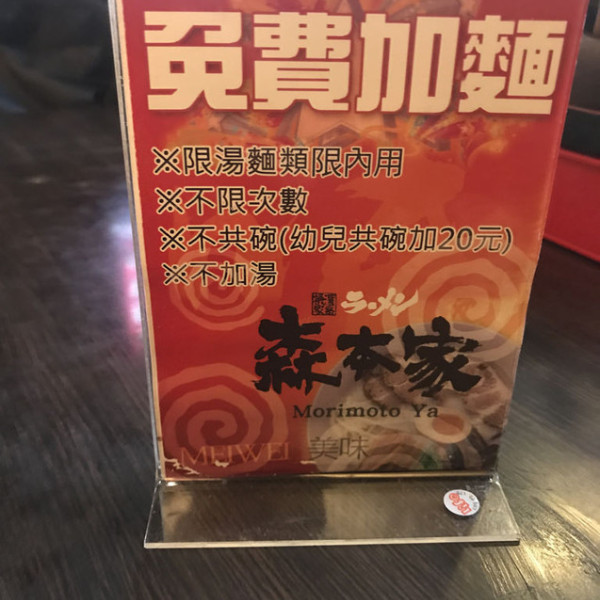 免費加麵
※限湯麵類限內用
※不限次數
※不共碗(幼兒共碗加20元)
※不加湯
ラーメン
森本家
Morimoto Ya
MEIWEI 美味